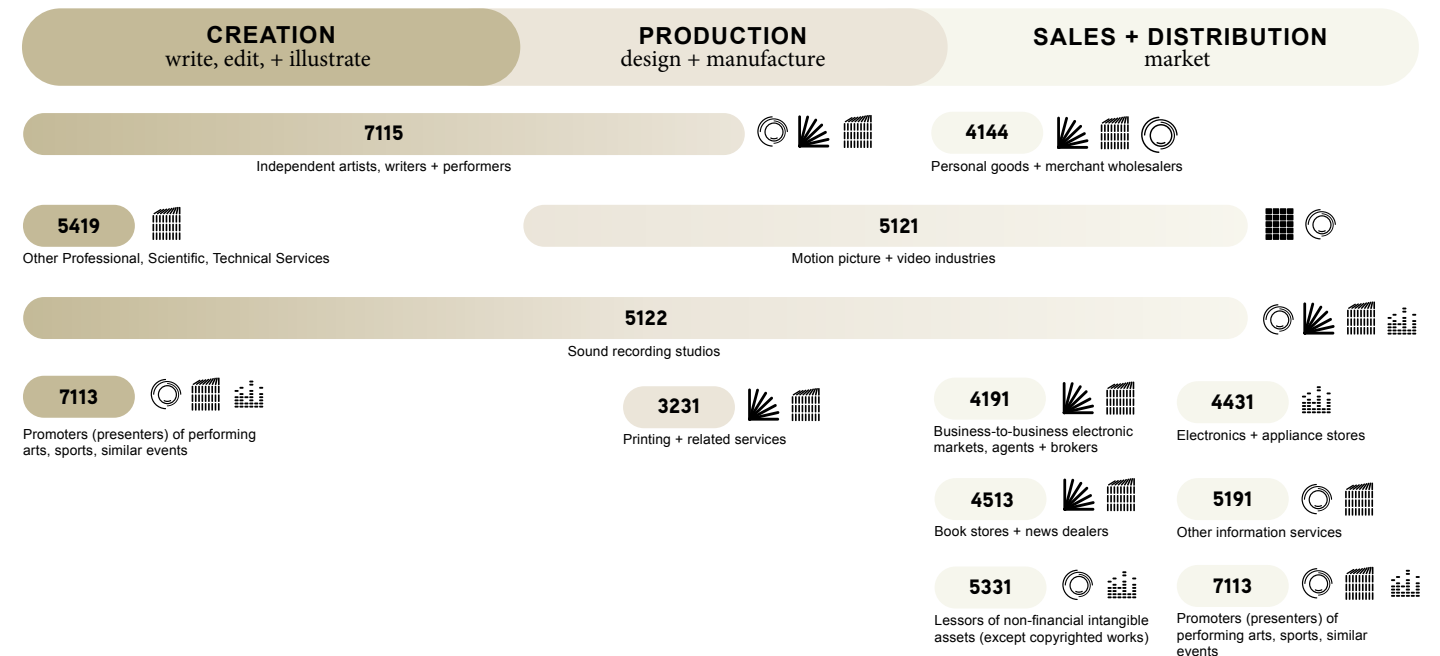 CREATION
write, edit, + illustrate
PRODUCTION
design + manufacture
SALES + DISTRIBUTION
market
7115
Independent artists, writers + performers
4144
Personal goods + merchant wholesalers
5419
Other Professional, Scientific, Technical Services
5121
Motion picture + video industries
5122
Sound recording studios
7113
Promoters (presenters) of performing
arts, sports, similar events
3231
Printing + related services
4191
Business-to-business electronic
markets, agents + brokers
4431
Electronics + appliance stores
4513
Book stores + news dealers
5191
Other information services
5331
Lessors of non-financial intangible
assets (except copyrighted works)
7113
Promoters (presenters) of
performing arts, sports, similar
events